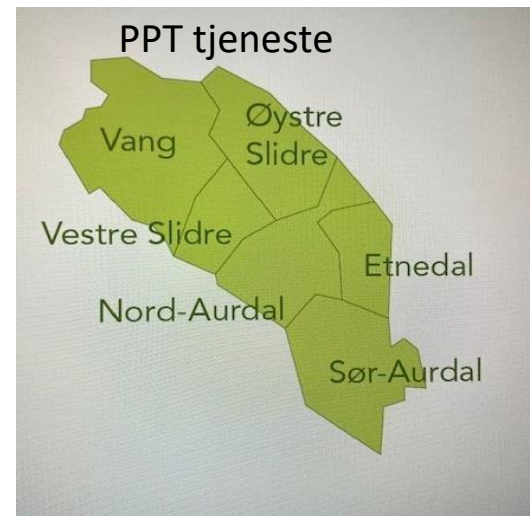 PPT tjeneste
Vang
Øystre
Slidre
Vestre Slidre
Etnedal
Nord-Aurdal
Sør-Aurdal